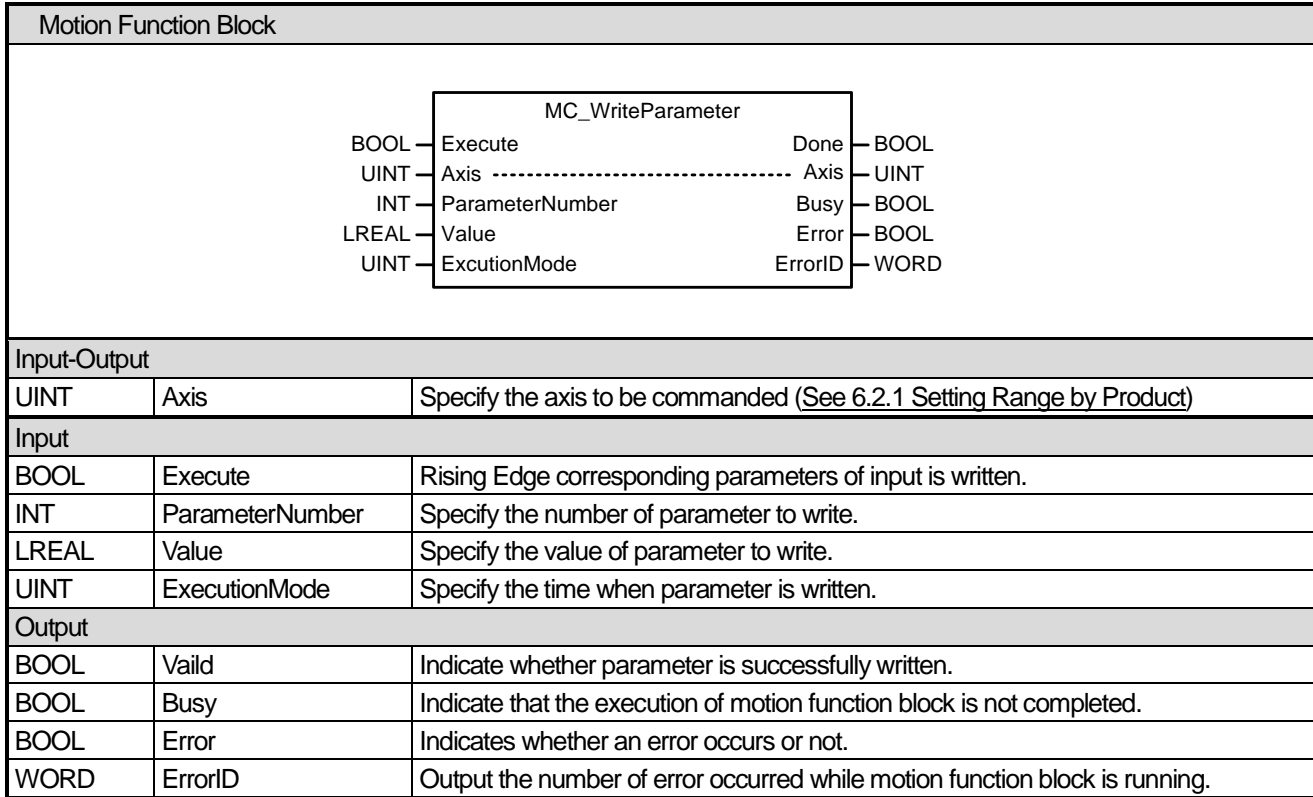 Motion Function Block
MC_WriteParameter
BOOL Execute Done BOOL
UINT Axis Axis UINT
INT ParameterNumber Busy BOOL
LREAL Value Error BOOL
UINT ExcutionMode ErrorID WORD
Input-Output
UINT Axis Specify the axis to be commanded (See 6.2.1 Setting Range by Product)
Input
BOOL Execute Rising Edge corresponding parameters of input is written.
INT ParameterNumber Specify the number of parameter to write.
LREAL Value Specify the value of parameter to write.
UINT ExecutionMode Specify the time when parameter is written.
Output
BOOL Vaild Indicate whether parameter is successfully written.
BOOL Busy Indicate that the execution of motion function block is not completed.
BOOL Error Indicates whether an error occurs or not.
WORD ErrorID Output the number of error occurred while motion function block is running.